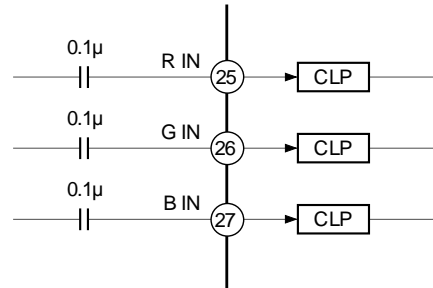 0.1µ
R IN
25
CLP
0.1µ
G IN
26
CLP
0.1µ
B IN
27
CLP